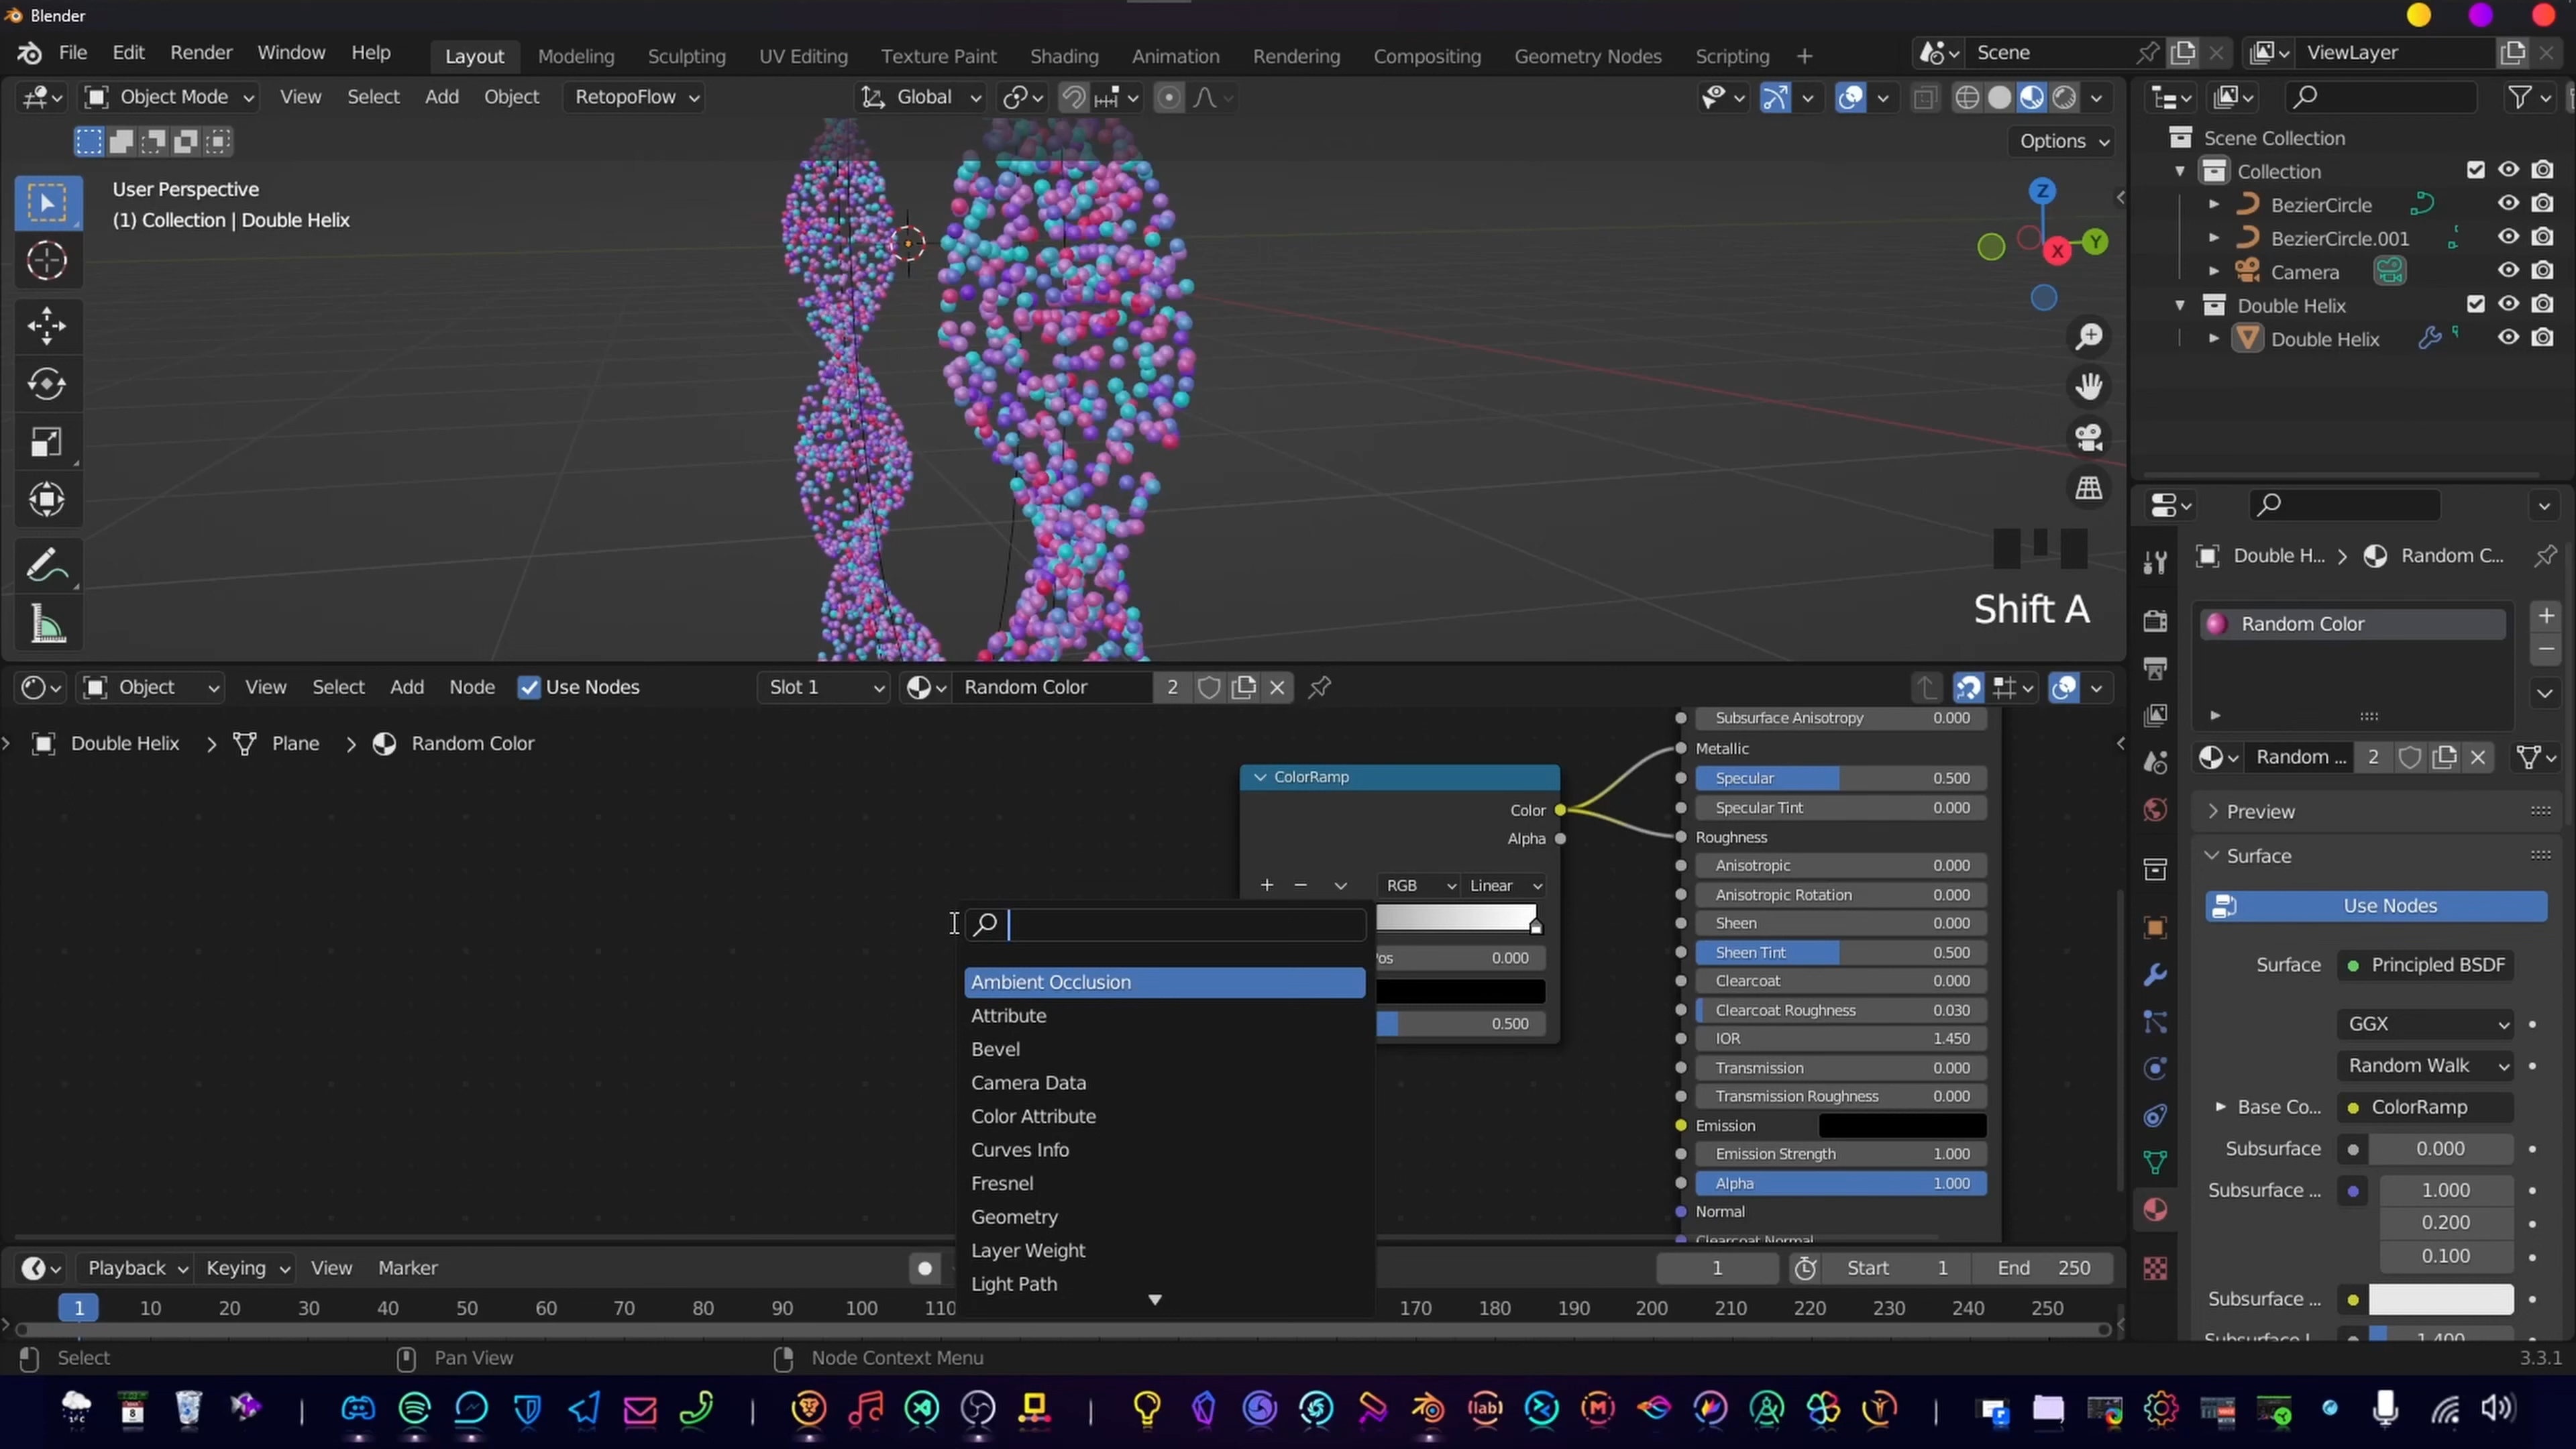 Blender
File Edit Render Window Help Layout Modeling Sculpting UV Editing Texture Paint Shading Animation Rendering Compositing Geometry Nodes Scripting + Scene ViewLayer
Object Mode View Select Add Object RetopoFlow Global
Options
User Perspective
(1) Collection | Double Helix
Z
Y
X
Shift A
Scene Collection
Collection
BezierCircle
BezierCircle.001
Camera
Double Helix
Double Helix
Double H... > Random C...
Random Color
Random ... 2
Preview
Surface
Use Nodes
Surface Principled BSDF
GGX
Random Walk
Base Co... ColorRamp
Subsurface 0.000
Subsurface ... 1.000
0.200
0.100
Subsurface ...
Object View Select Add Node Use Nodes Slot 1 Random Color 2
Double Helix > Plane > Random Color
ColorRamp
Color
Alpha
+ − RGB Linear
0.000
0.500
Ambient Occlusion
Attribute
Bevel
Camera Data
Color Attribute
Curves Info
Fresnel
Geometry
Layer Weight
Light Path
Subsurface Anisotropy 0.000
Metallic
Specular 0.500
Specular Tint 0.000
Roughness
Anisotropic 0.000
Anisotropic Rotation 0.000
Sheen 0.000
Sheen Tint 0.500
Clearcoat 0.000
Clearcoat Roughness 0.030
IOR 1.450
Transmission 0.000
Transmission Roughness 0.000
Emission
Emission Strength 1.000
Alpha 1.000
Normal
Clearcoat Normal
Playback Keying View Marker 1 Start 1 End 250
1 10 20 30 40 50 60 70 80 90 100 110 170 180 190 200 210 220 230 240 250
Select Pan View Node Context Menu 3.3.1